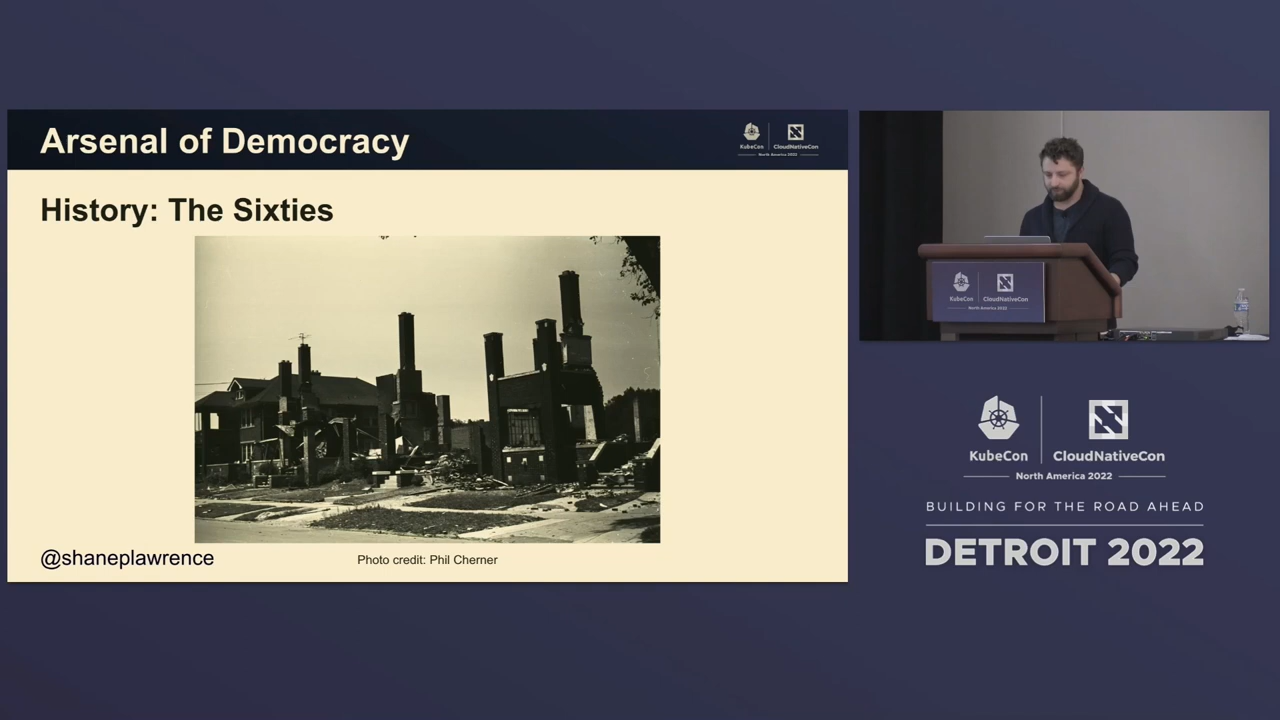 Arsenal of Democracy
KubeCon
CloudNativeCon
North America 2022
History: The Sixties
@shaneplawrence
Photo credit: Phil Cherner
KubeCon
CloudNativeCon
North America 2022
KubeCon
CloudNativeCon
North America 2022
BUILDING FOR THE ROAD AHEAD
DETROIT 2022